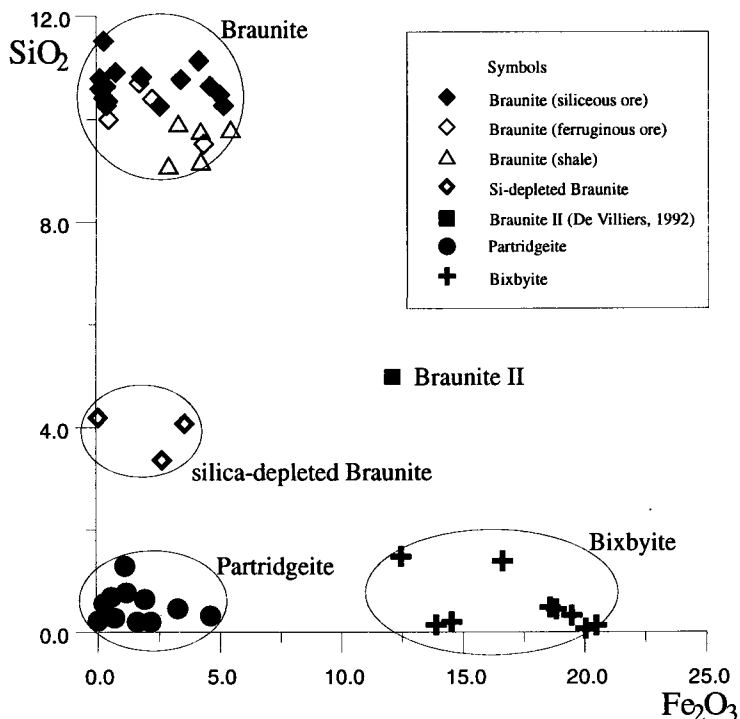 12.0
SiO2
8.0
4.0
0.0
Braunite
Symbols
Braunite (siliceous ore)
Braunite (ferruginous ore)
Braunite (shale)
Si-depleted Braunite
Braunite II (De Villiers, 1992)
Partridgeite
Bixbyite
Braunite II
silica-depleted Braunite
Partridgeite
Bixbyite
0.0 5.0 10.0 15.0 20.0 25.0
Fe2O3